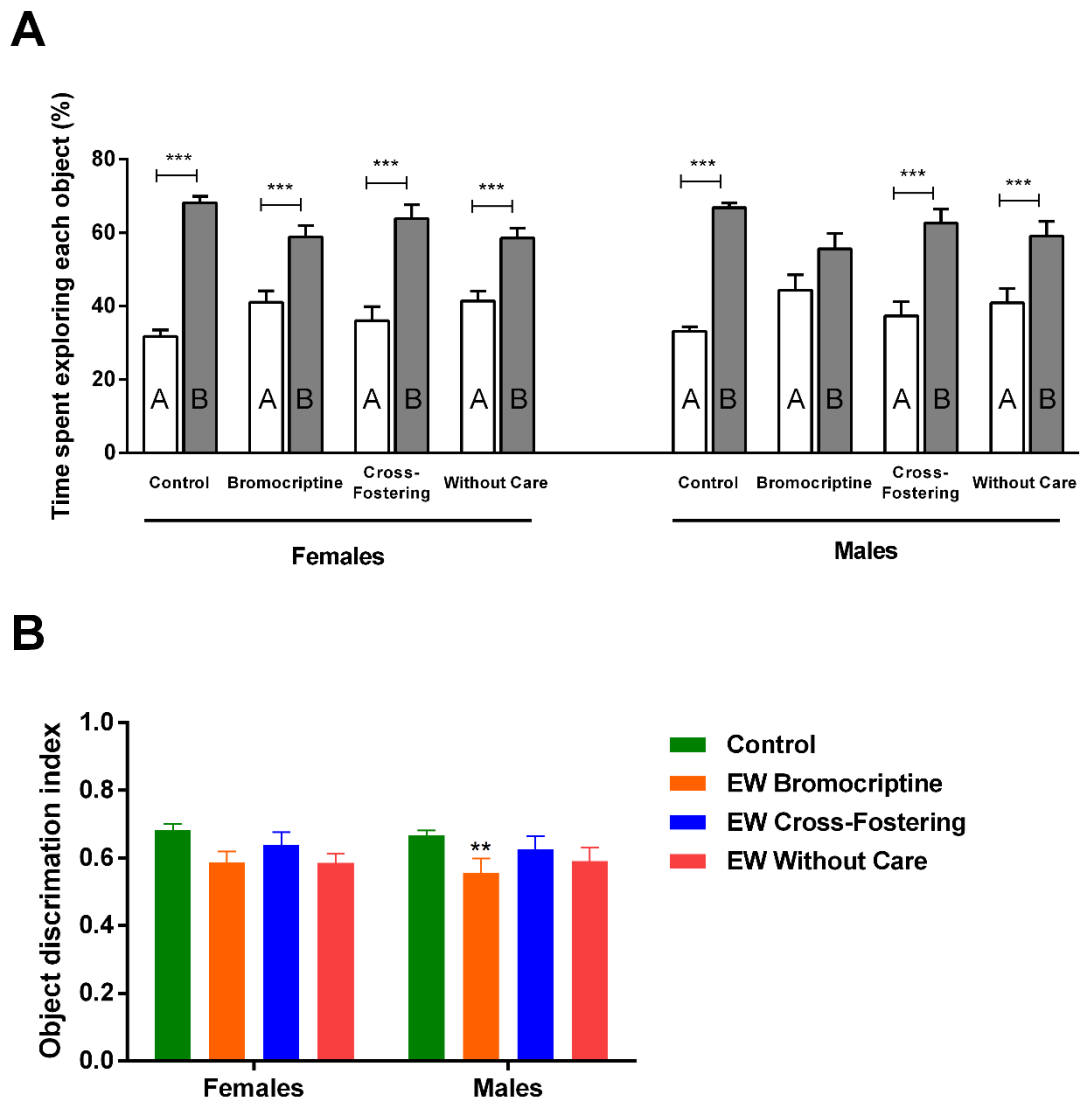 A
Time spent exploring each object (%)
80
60
40
20
0
*** *** *** *** *** *** ***
A B A B A B A B A B A B A B A B
Control Bromocriptine Cross-Fostering Without Care Control Bromocriptine Cross-Fostering Without Care
Females Males
B
Object discrimation index
1.0
0.8
0.6
0.4
0.2
0.0
**
Females Males
Control
EW Bromocriptine
EW Cross-Fostering
EW Without Care